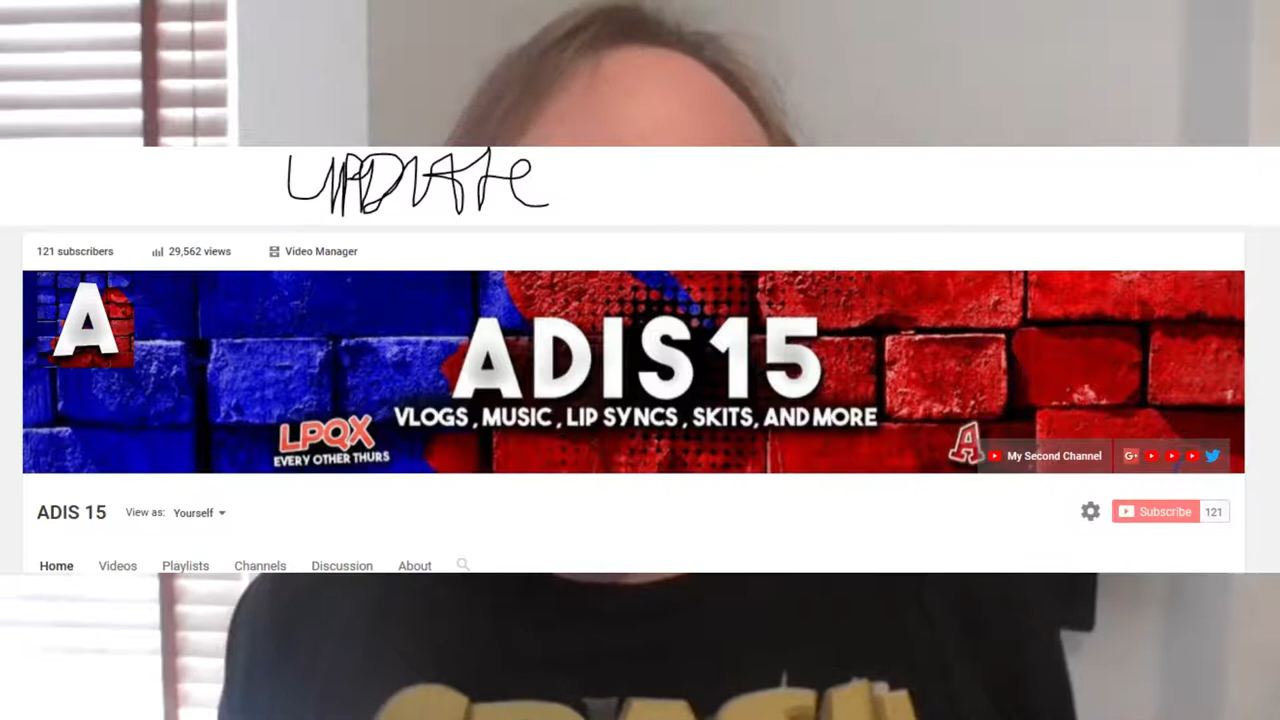 UPDATE
121 subscribers 29,562 views Video Manager
A
ADIS15
VLOGS, MUSIC, LIP SYNCS, SKITS, AND MORE
LPQX
EVERY OTHER THURS
A
My Second Channel G+
ADIS 15 View as: Yourself Subscribe 121
Home Videos Playlists Channels Discussion About